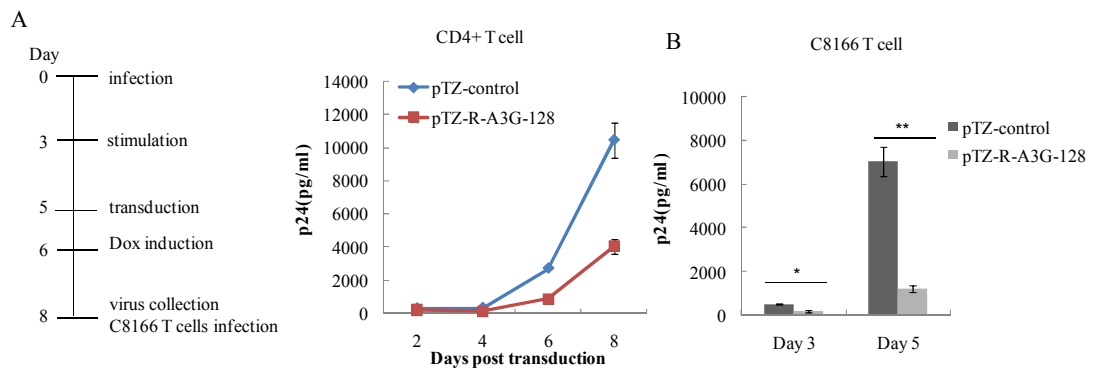 A
Day
0 infection
3 stimulation
5 transduction
6 Dox induction
8 virus collection
C8166 T cells infection
CD4+ T cell
pTZ-control
pTZ-R-A3G-128
p24(pg/ml)
14000
12000
10000
8000
6000
4000
2000
0
2 4 6 8
Days post transduction
B
C8166 T cell
p24(pg/ml)
10000
8000
6000
4000
2000
0
*
**
pTZ-control
pTZ-R-A3G-128
Day 3 Day 5